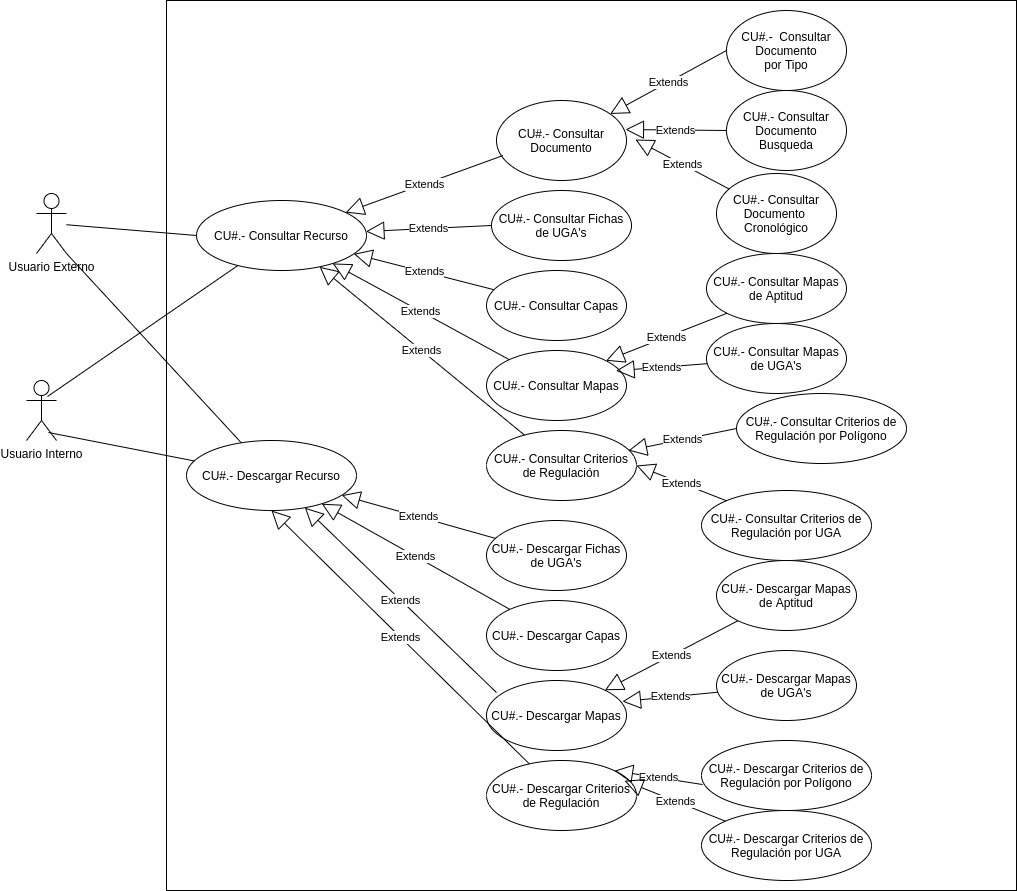 CU#.- Consultar
Documento
por Tipo
Extends
CU#.- Consultar
Documento
Busqueda
Extends
CU#.- Consultar
Documento
Extends
CU#.- Consultar
Documento
Cronológico
Extends
CU#.- Consultar Fichas
de UGA's
Extends
Usuario Externo
CU#.- Consultar Recurso
Extends
CU#.- Consultar Capas
CU#.- Consultar Mapas
de Aptitud
Extends
Extends
CU#.- Consultar Mapas
de UGA's
Extends
Extends
CU#.- Consultar Mapas
Usuario Interno
CU#.- Consultar Criterios de
Regulación por Polígono
Extends
CU#.- Consultar Criterios
de Regulación
Extends
CU#.- Descargar Recurso
CU#.- Consultar Criterios de
Regulación por UGA
Extends
CU#.- Descargar Fichas
de UGA's
Extends
CU#.- Descargar Mapas
de Aptitud
Extends
CU#.- Descargar Capas
Extends
Extends
CU#.- Descargar Mapas
de UGA's
Extends
CU#.- Descargar Mapas
CU#.- Descargar Criterios de
Regulación por Polígono
Extends
CU#.- Descargar Criterios
de Regulación
Extends
CU#.- Descargar Criterios de
Regulación por UGA